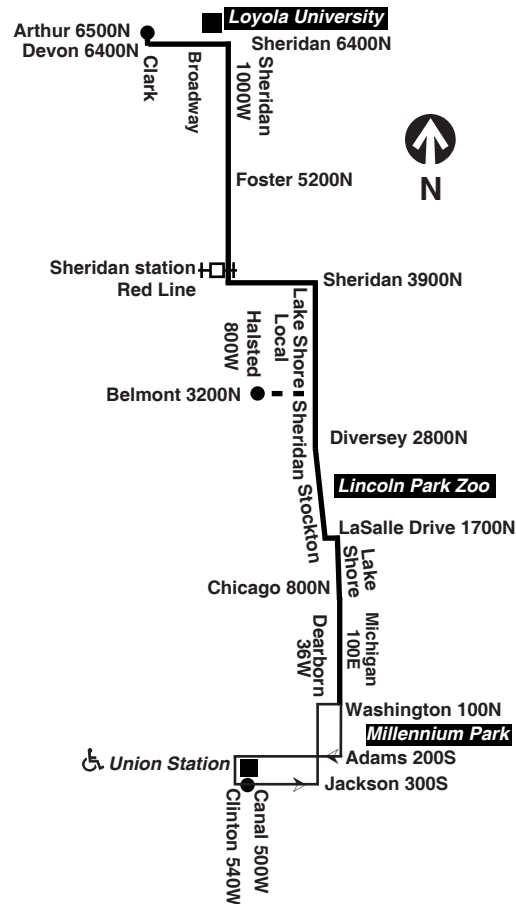 Loyola University
Arthur 6500N
Devon 6400N
Sheridan 6400N
Clark
Broadway
Sheridan
1000W
N
Foster 5200N
Sheridan station
Red Line
Sheridan 3900N
Lake Shore
Local
Halsted
800W
Belmont 3200N
Sheridan
Diversey 2800N
Stockton
Lincoln Park Zoo
LaSalle Drive 1700N
Lake
Shore
Chicago 800N
Dearborn
36W
Michigan
100E
Washington 100N
Millennium Park
Union Station
Adams 200S
Jackson 300S
Canal 500W
Clinton 540W